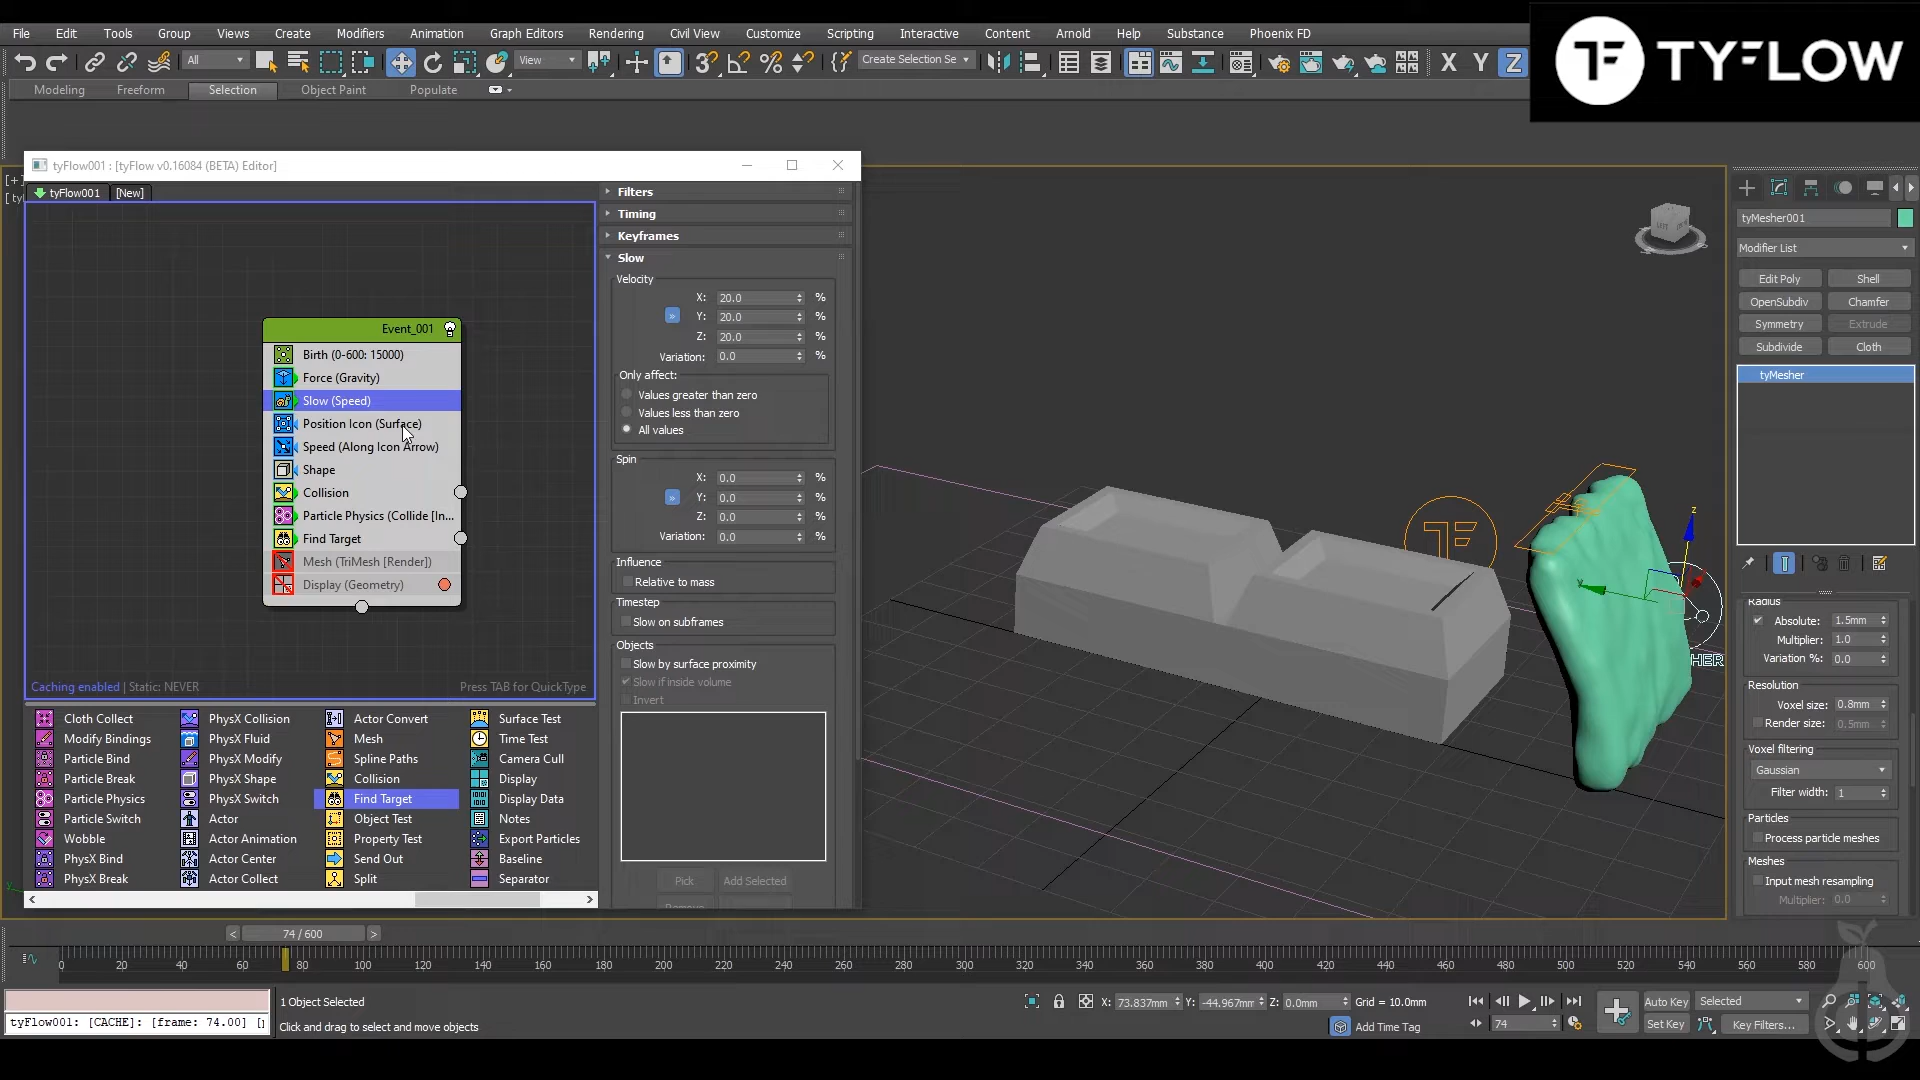 File Edit Tools Group Views Create Modifiers Animation Graph Editors Rendering Civil View Customize Scripting Interactive Content Arnold Help Substance Phoenix FD
TYFLOW
All View Create Selection Se X Y Z
Modeling Freeform Selection Object Paint Populate
tyFlow001 : [tyFlow v0.16084 (BETA) Editor]
tyFlow001 [New]
Event_001
Birth (0-600: 15000)
Force (Gravity)
Slow (Speed)
Position Icon (Surface)
Speed (Along Icon Arrow)
Shape
Collision
Particle Physics (Collide [In...
Find Target
Mesh (TriMesh [Render])
Display (Geometry)
Caching enabled | Static: NEVER Press TAB for QuickType
Cloth Collect PhysX Collision Actor Convert Surface Test
Modify Bindings PhysX Fluid Mesh Time Test
Particle Bind PhysX Modify Spline Paths Camera Cull
Particle Break PhysX Shape Collision Display
Particle Physics PhysX Switch Find Target Display Data
Particle Switch Actor Object Test Notes
Wobble Actor Animation Property Test Export Particles
PhysX Bind Actor Center Send Out Baseline
PhysX Break Actor Collect Split Separator
Filters
Timing
Keyframes
Slow
Velocity
X: 20.0 %
Y: 20.0 %
Z: 20.0 %
Variation: 0.0 %
Only affect:
Values greater than zero
Values less than zero
All values
Spin
X: 0.0 %
Y: 0.0 %
Z: 0.0 %
Variation: 0.0 %
Influence
Relative to mass
Timestep
Slow on subframes
Objects
Slow by surface proximity
Slow if inside volume
Invert
Pick Add Selected
z
y
HER
tyMesher001
Modifier List
Edit Poly Shell
OpenSubdiv Chamfer
Symmetry Extrude
Subdivide Cloth
tyMesher
Radius
Absolute: 1.5mm
Multiplier: 1.0
Variation %: 0.0
Resolution
Voxel size: 0.8mm
Render size: 0.5mm
Voxel filtering
Gaussian
Filter width: 1
Particles
Process particle meshes
Meshes
Input mesh resampling
Multiplier: 0.0
< 74 / 600 >
0 20 40 60 80 100 120 140 160 180 200 220 240 260 280 300 320 340 360 380 400 420 440 460 480 500 520 540 560 580 600
tyFlow001: [CACHE]: [frame: 74.00]
1 Object Selected
Click and drag to select and move objects
X: 73.837mm Y: -44.967mm Z: 0.0mm Grid = 10.0mm
Add Time Tag
74
Auto Key Selected
Set Key Key Filters...